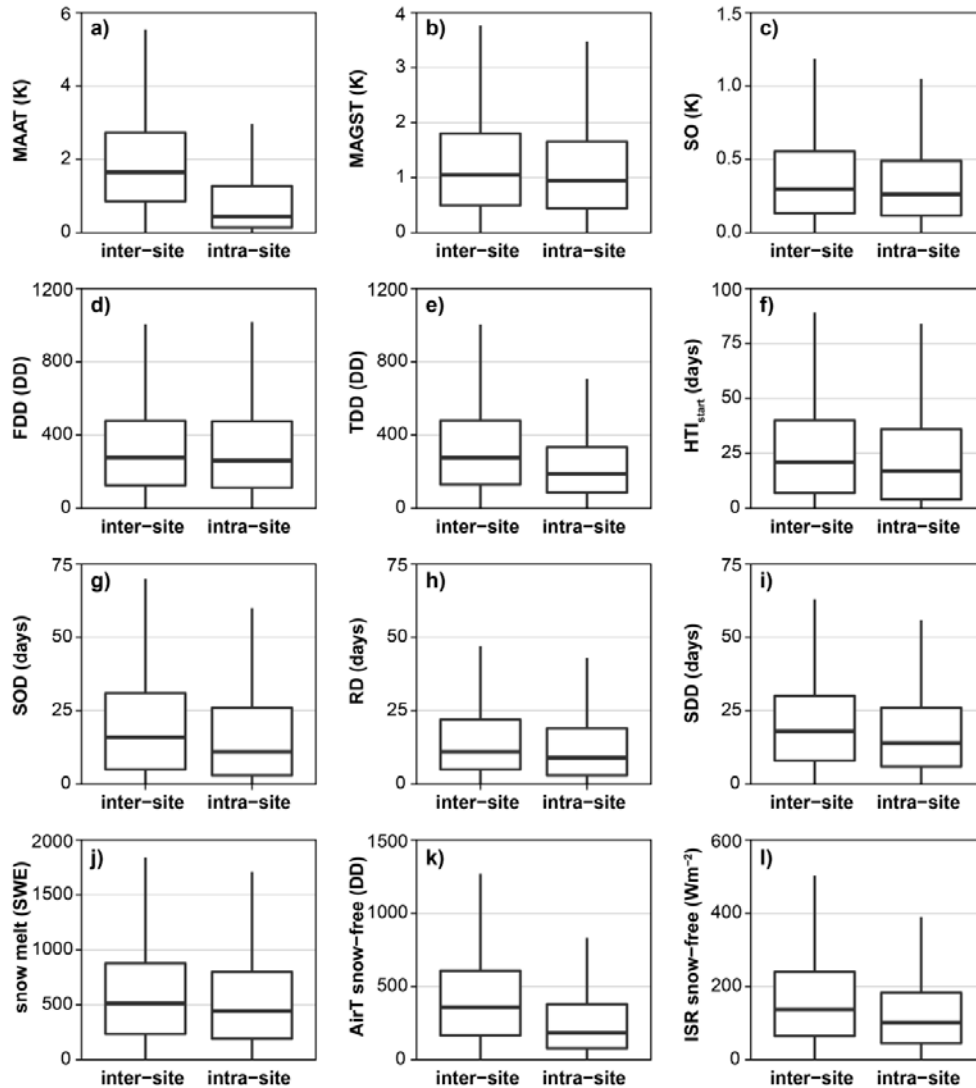 a)
MAAT (K)
6
4
2
0
inter-site intra-site
b)
MAGST (K)
4
3
2
1
0
inter-site intra-site
c)
SO (K)
1.5
1.0
0.5
0.0
inter-site intra-site
d)
FDD (DD)
1200
800
400
0
inter-site intra-site
e)
TDD (DD)
1200
800
400
0
inter-site intra-site
f)
HTIstart (days)
100
75
50
25
0
inter-site intra-site
g)
SOD (days)
75
50
25
0
inter-site intra-site
h)
RD (days)
75
50
25
0
inter-site intra-site
i)
SDD (days)
75
50
25
0
inter-site intra-site
j)
snow melt (SWE)
2000
1500
1000
500
0
inter-site intra-site
k)
AirT snow-free (DD)
1500
1000
500
0
inter-site intra-site
l)
ISR snow-free (Wm⁻²)
600
400
200
0
inter-site intra-site